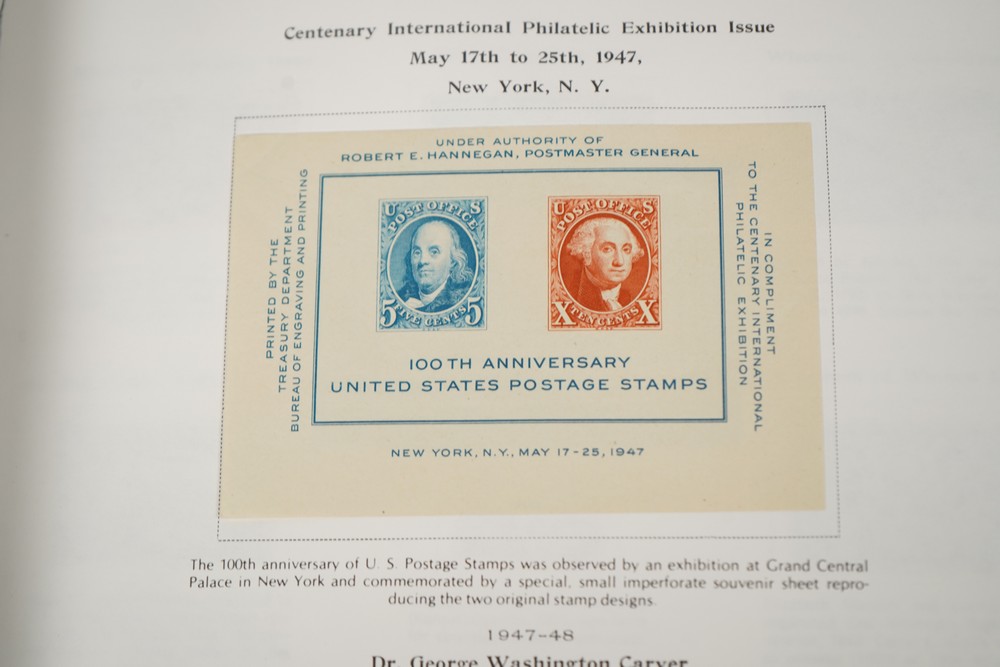 Centenary International Philatelic Exhibition Issue
May 17th to 25th, 1947,
New York, N. Y.
UNDER AUTHORITY OF
ROBERT E. HANNEGAN, POSTMASTER GENERAL
PRINTED BY THE
TREASURY DEPARTMENT
BUREAU OF ENGRAVING AND PRINTING
U S
POST OFFICE
5 5
FIVE CENTS
U S
POST OFFICE
X X
TEN CENTS
100TH ANNIVERSARY
UNITED STATES POSTAGE STAMPS
IN COMPLIMENT
TO THE CENTENARY INTERNATIONAL
PHILATELIC EXHIBITION
NEW YORK, N.Y., MAY 17-25, 1947
The 100th anniversary of U. S. Postage Stamps was observed by an exhibition at Grand Central
Palace in New York and commemorated by a special, small imperforate souvenir sheet repro-
ducing the two original stamp designs.
1947-48
Dr. George Washington Carver